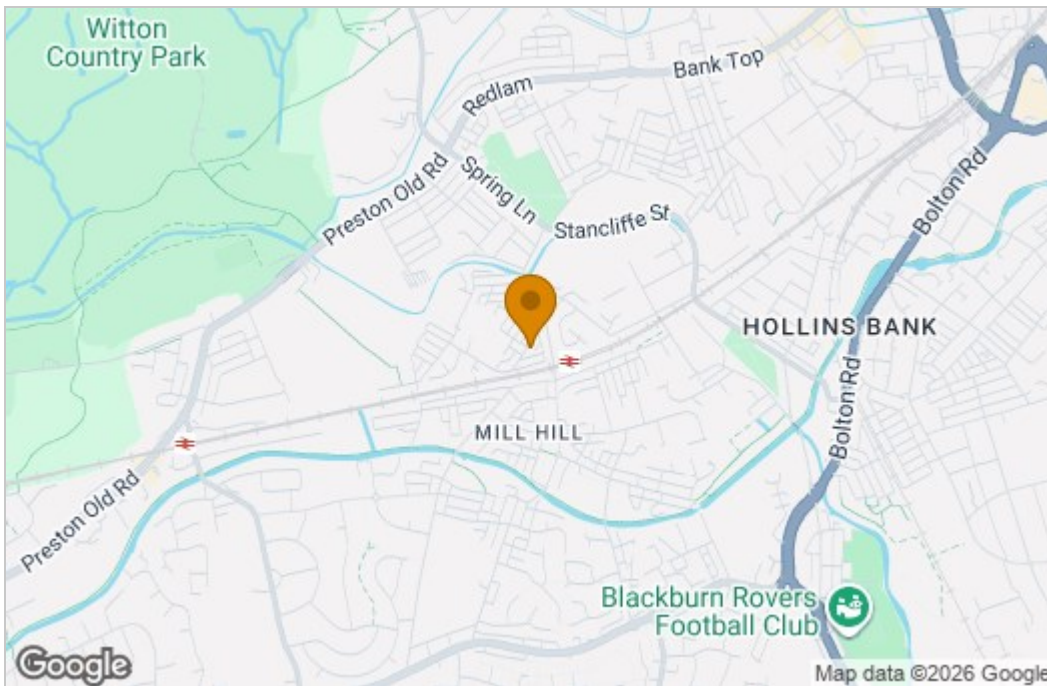 Witton
Country Park
Bank Top
Redlam
Preston Old Rd
Spring Ln
Stancliffe St
Bolton Rd
HOLLINS BANK
Bolton Rd
MILL HILL
Preston Old Rd
Blackburn Rovers
Football Club
Google
Map data ©2026 Google